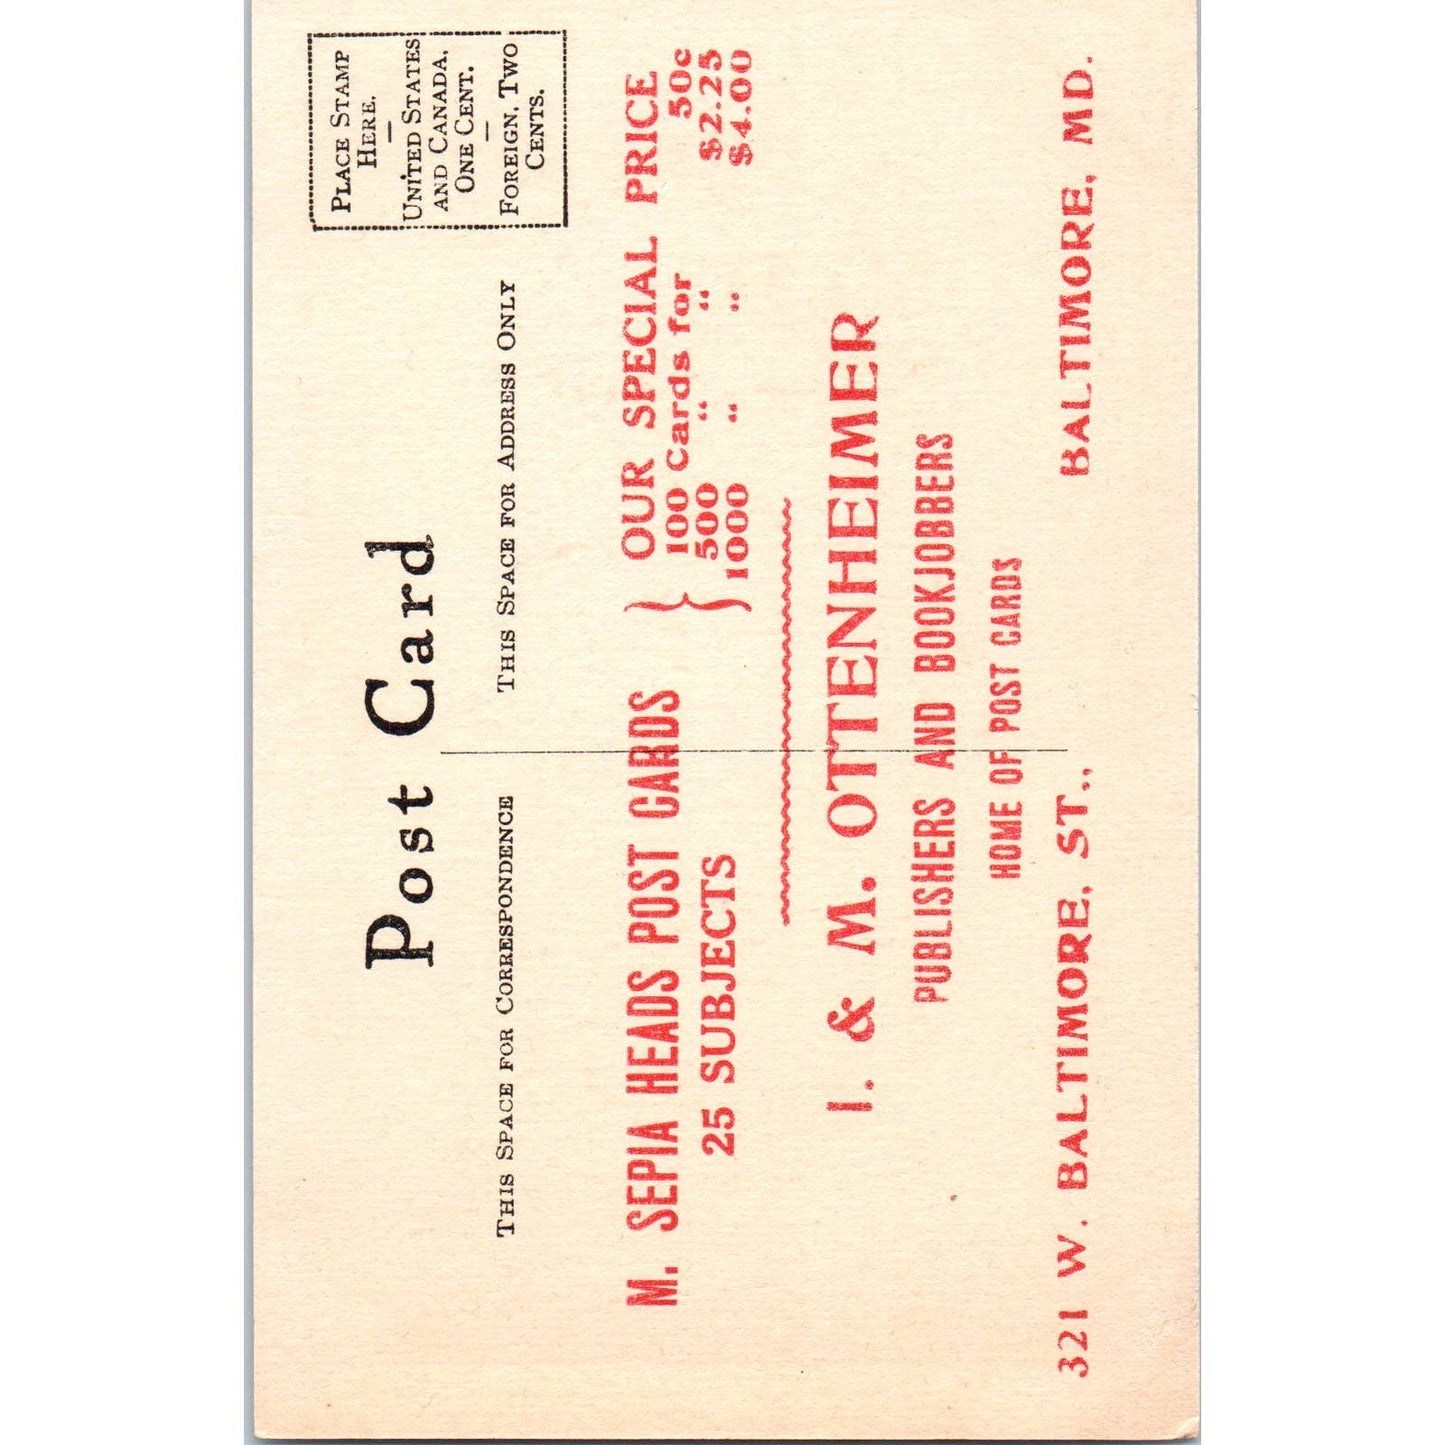 Post Card
PLACE STAMP
HERE.
—
UNITED STATES
AND CANADA,
ONE CENT.
—
FOREIGN, TWO
CENTS.
THIS SPACE FOR CORRESPONDENCE
THIS SPACE FOR ADDRESS ONLY
M. SEPIA HEADS POST CARDS
25 SUBJECTS
} OUR SPECIAL PRICE
100 Cards for 50c
500 “ “ $2.25
1000 “ “ $4.00
I. & M. OTTENHEIMER
PUBLISHERS AND BOOKJOBBERS
HOME OF POST CARDS
321 W. BALTIMORE, ST., BALTIMORE, MD.